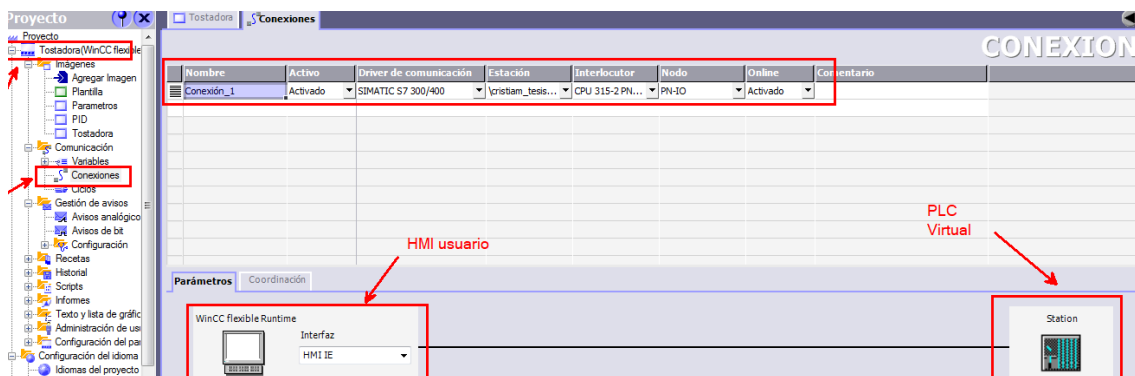 Proyecto
Tostadora
Conexiones
Proyecto
Tostadora(WinCC flexible
CONEXION
Imágenes
Agregar Imagen
Plantilla
Parametros
PID
Tostadora
Comunicación
Variables
Conexiones
Ciclos
Gestión de avisos
Avisos analógico
Avisos de bit
Configuración
Recetas
Historial
Scripts
Informes
Texto y lista de gráfic
Administración de usu
Configuración del pan
Configuración del idioma
Idiomas del proyecto
Nombre Activo Driver de comunicación Estación Interlocutor Nodo Online Comentario
Conexión_1 Activado SIMATIC S7 300/400 \cristiam_tesis... CPU 315-2 PN... PN-IO Activado
PLC
Virtual
HMI usuario
Parámetros Coordinación
WinCC flexible Runtime
Interfaz
HMI IE
Station